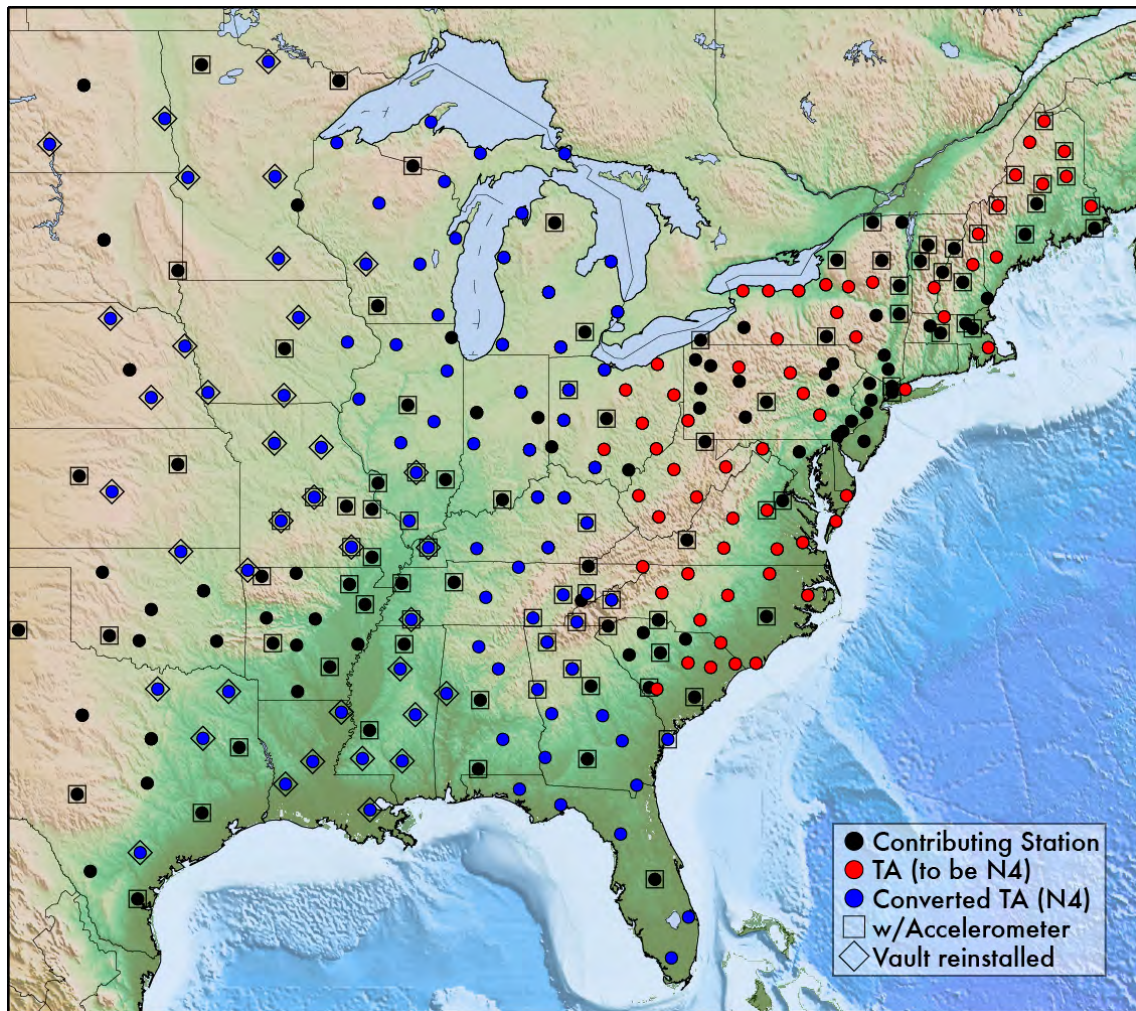 Contributing Station
TA (to be N4)
Converted TA (N4)
w/Accelerometer
Vault reinstalled